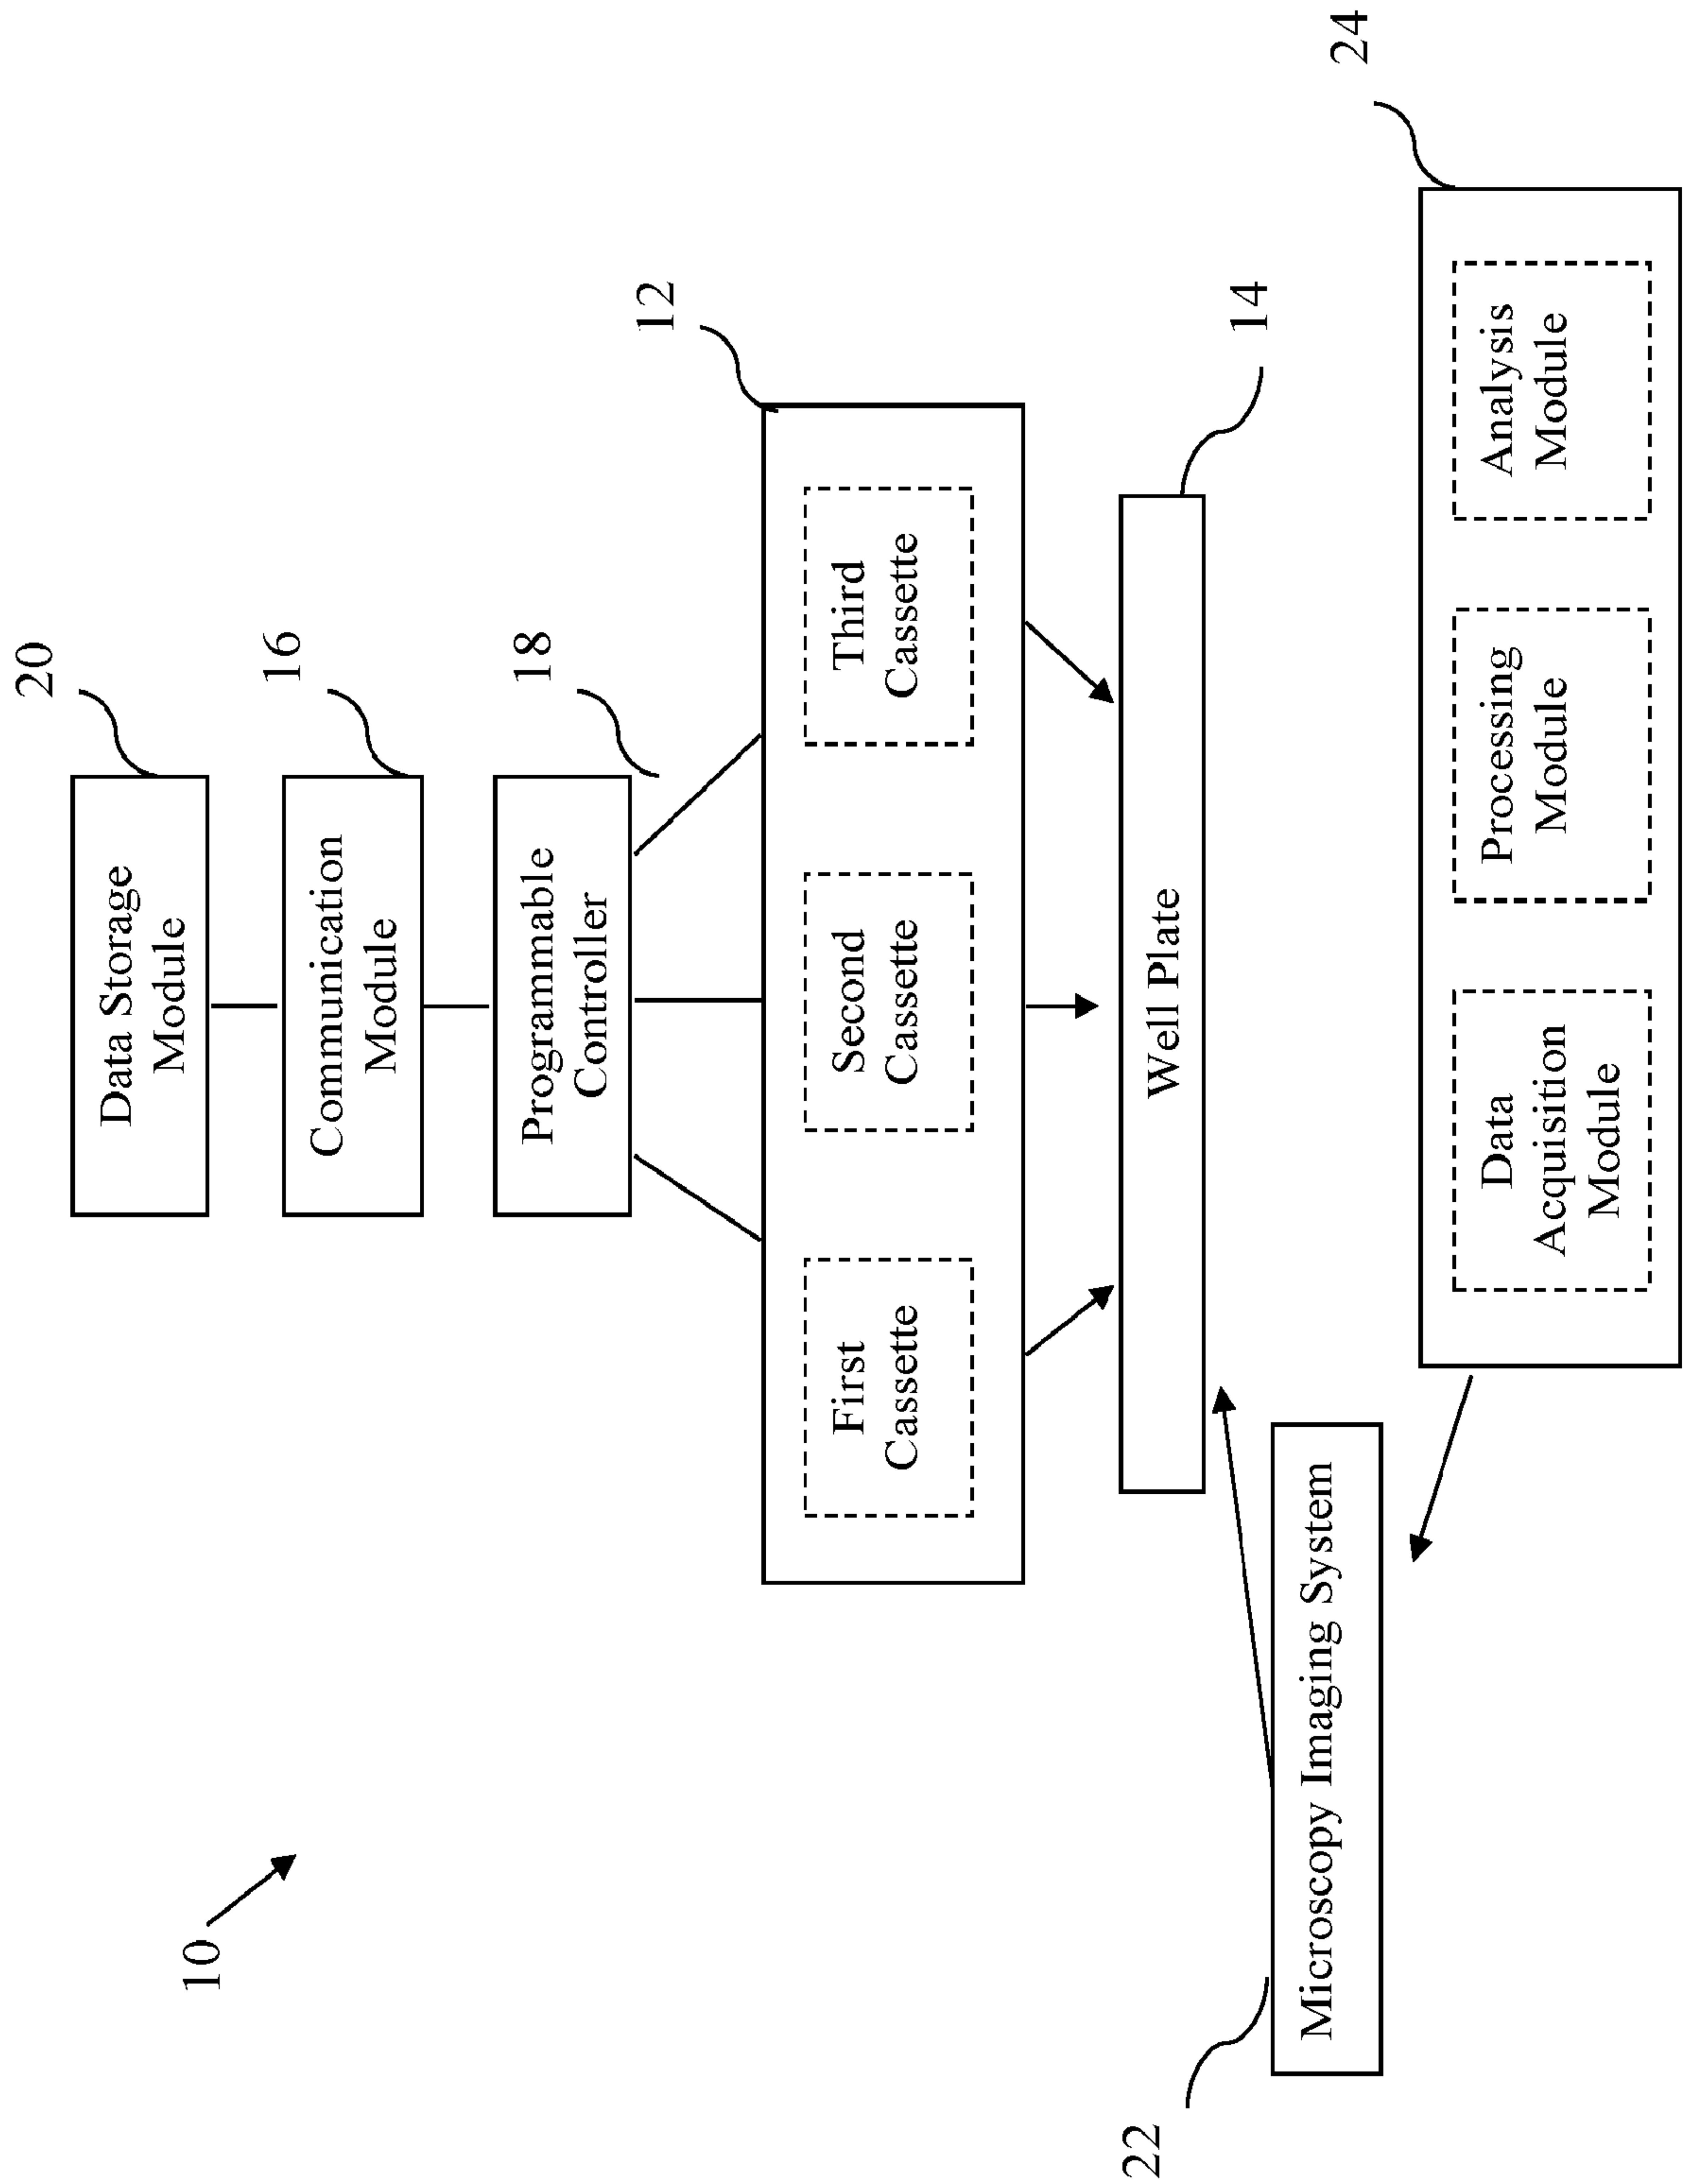 20
Data Storage
Module
16
Communication
Module
18
Programmable
Controller
10
12
First
Cassette
Second
Cassette
Third
Cassette
14
Well Plate
22
Microscopy Imaging System
24
Data
Acquisition
Module
Processing
Module
Analysis
Module